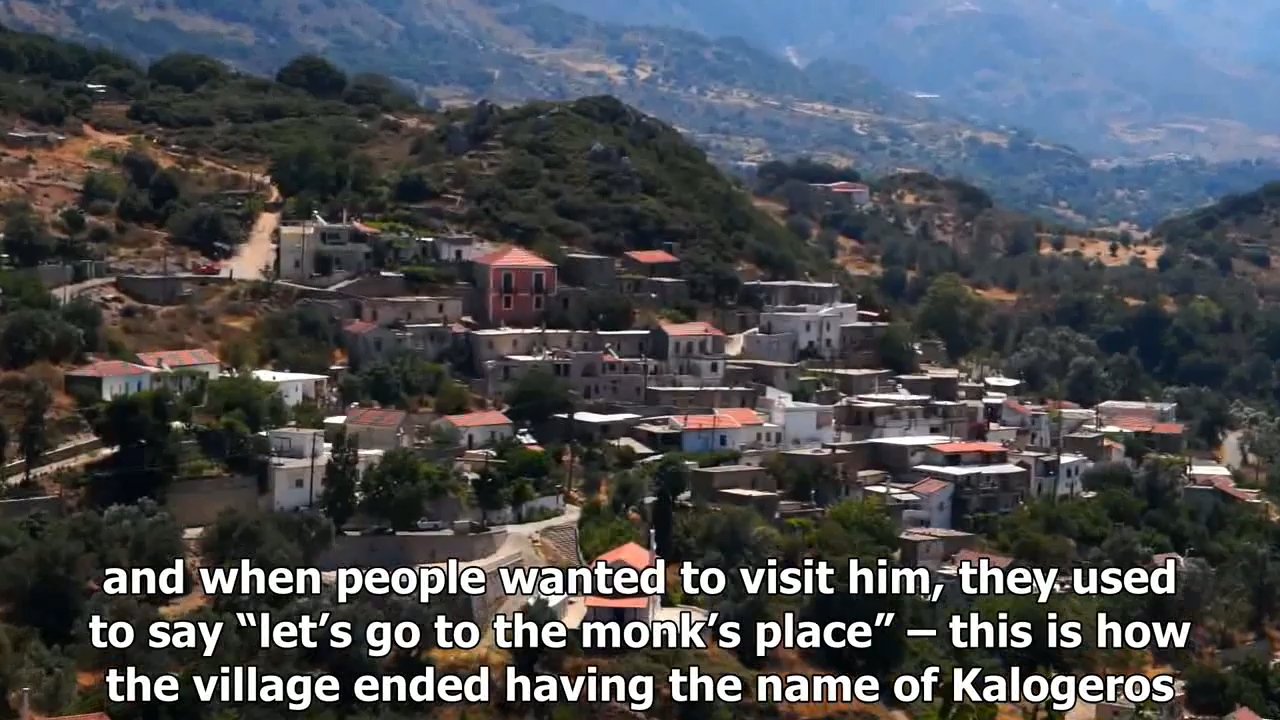 and when people wanted to visit him, they used
to say “let’s go to the monk’s place” – this is how
the village ended having the name of Kalogeros